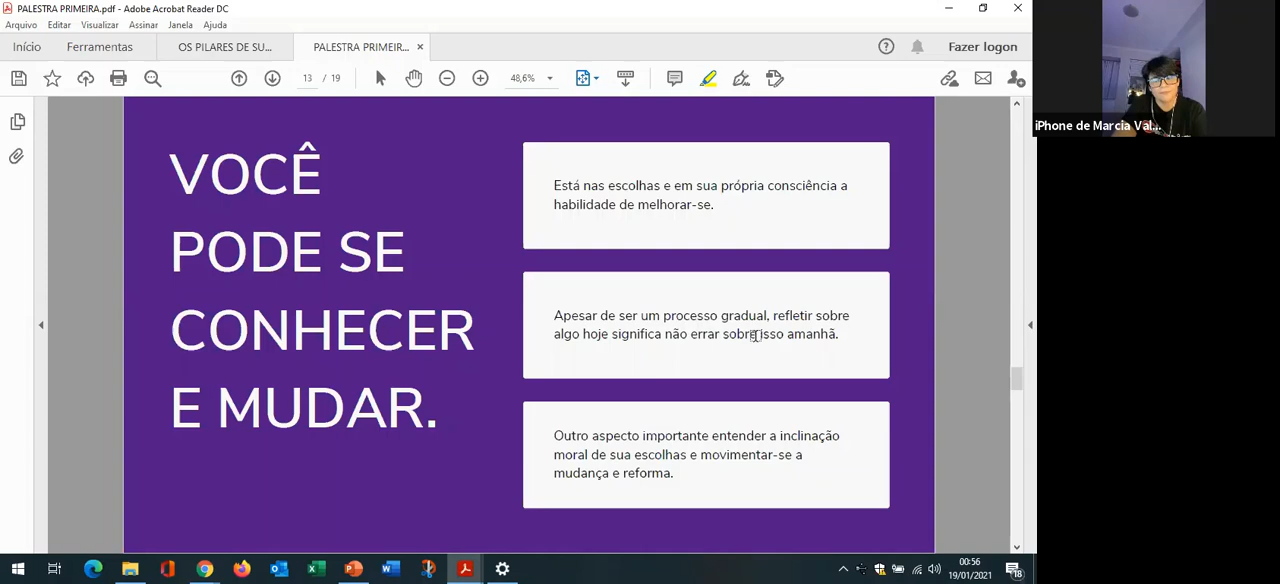 PALESTRA PRIMEIRA.pdf - Adobe Acrobat Reader DC
Arquivo Editar Visualizar Assinar Janela Ajuda
Início Ferramentas OS PILARES DE SU... PALESTRA PRIMEIR... × Fazer logon
13 / 19 48,6%
VOCÊ
PODE SE
CONHECER
E MUDAR.
Está nas escolhas e em sua própria consciência a
habilidade de melhorar-se.
Apesar de ser um processo gradual, refletir sobre
algo hoje significa não errar sobre isso amanhã.
Outro aspecto importante entender a inclinação
moral de sua escolhas e movimentar-se a
mudança e reforma.
iPhone de Marcia Val...
00:56
19/01/2021
18